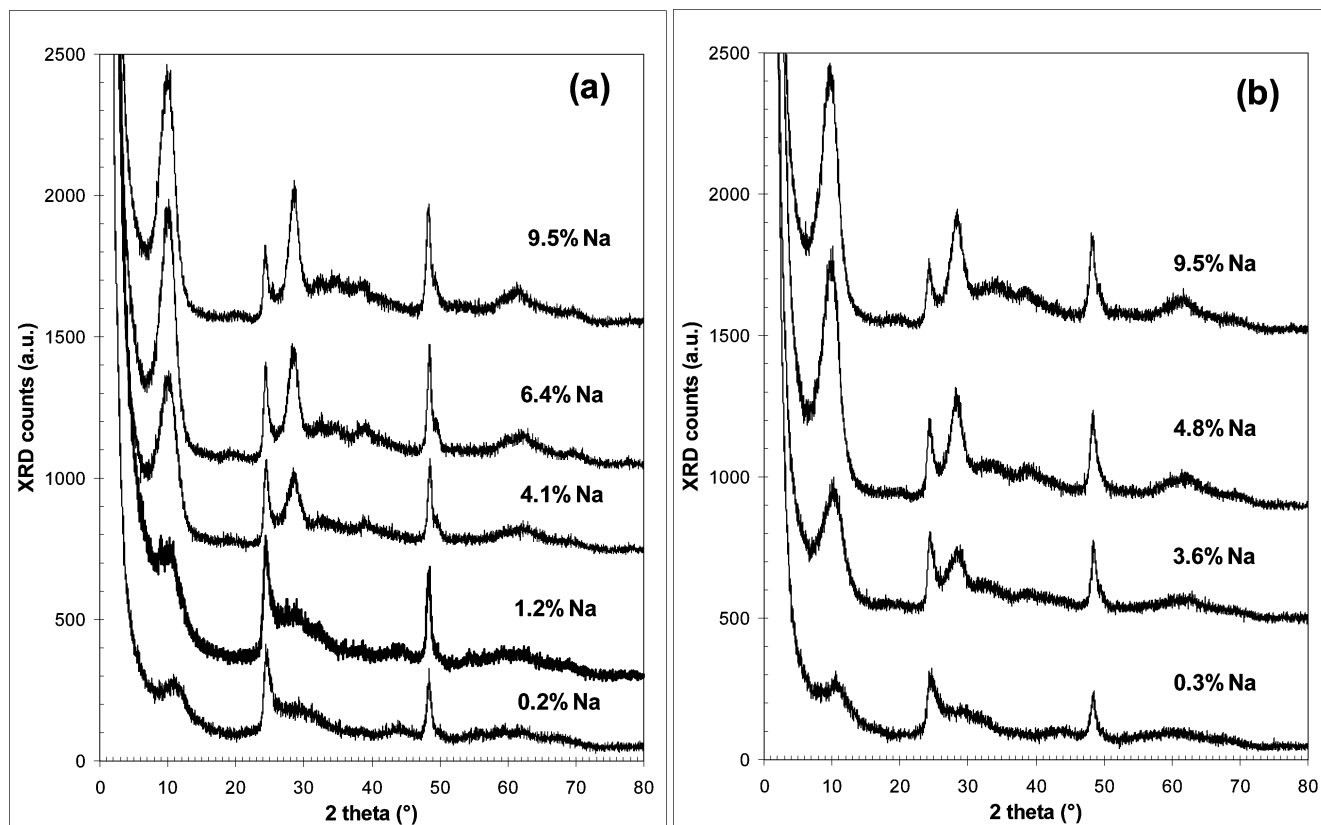 (a)
XRD counts (a.u.)
2500
2000
1500
1000
500
0
9.5% Na
6.4% Na
4.1% Na
1.2% Na
0.2% Na
0 10 20 30 40 50 60 70 80
2 theta (°)
(b)
XRD counts (a.u.)
2500
2000
1500
1000
500
0
9.5% Na
4.8% Na
3.6% Na
0.3% Na
0 10 20 30 40 50 60 70 80
2 theta (°)